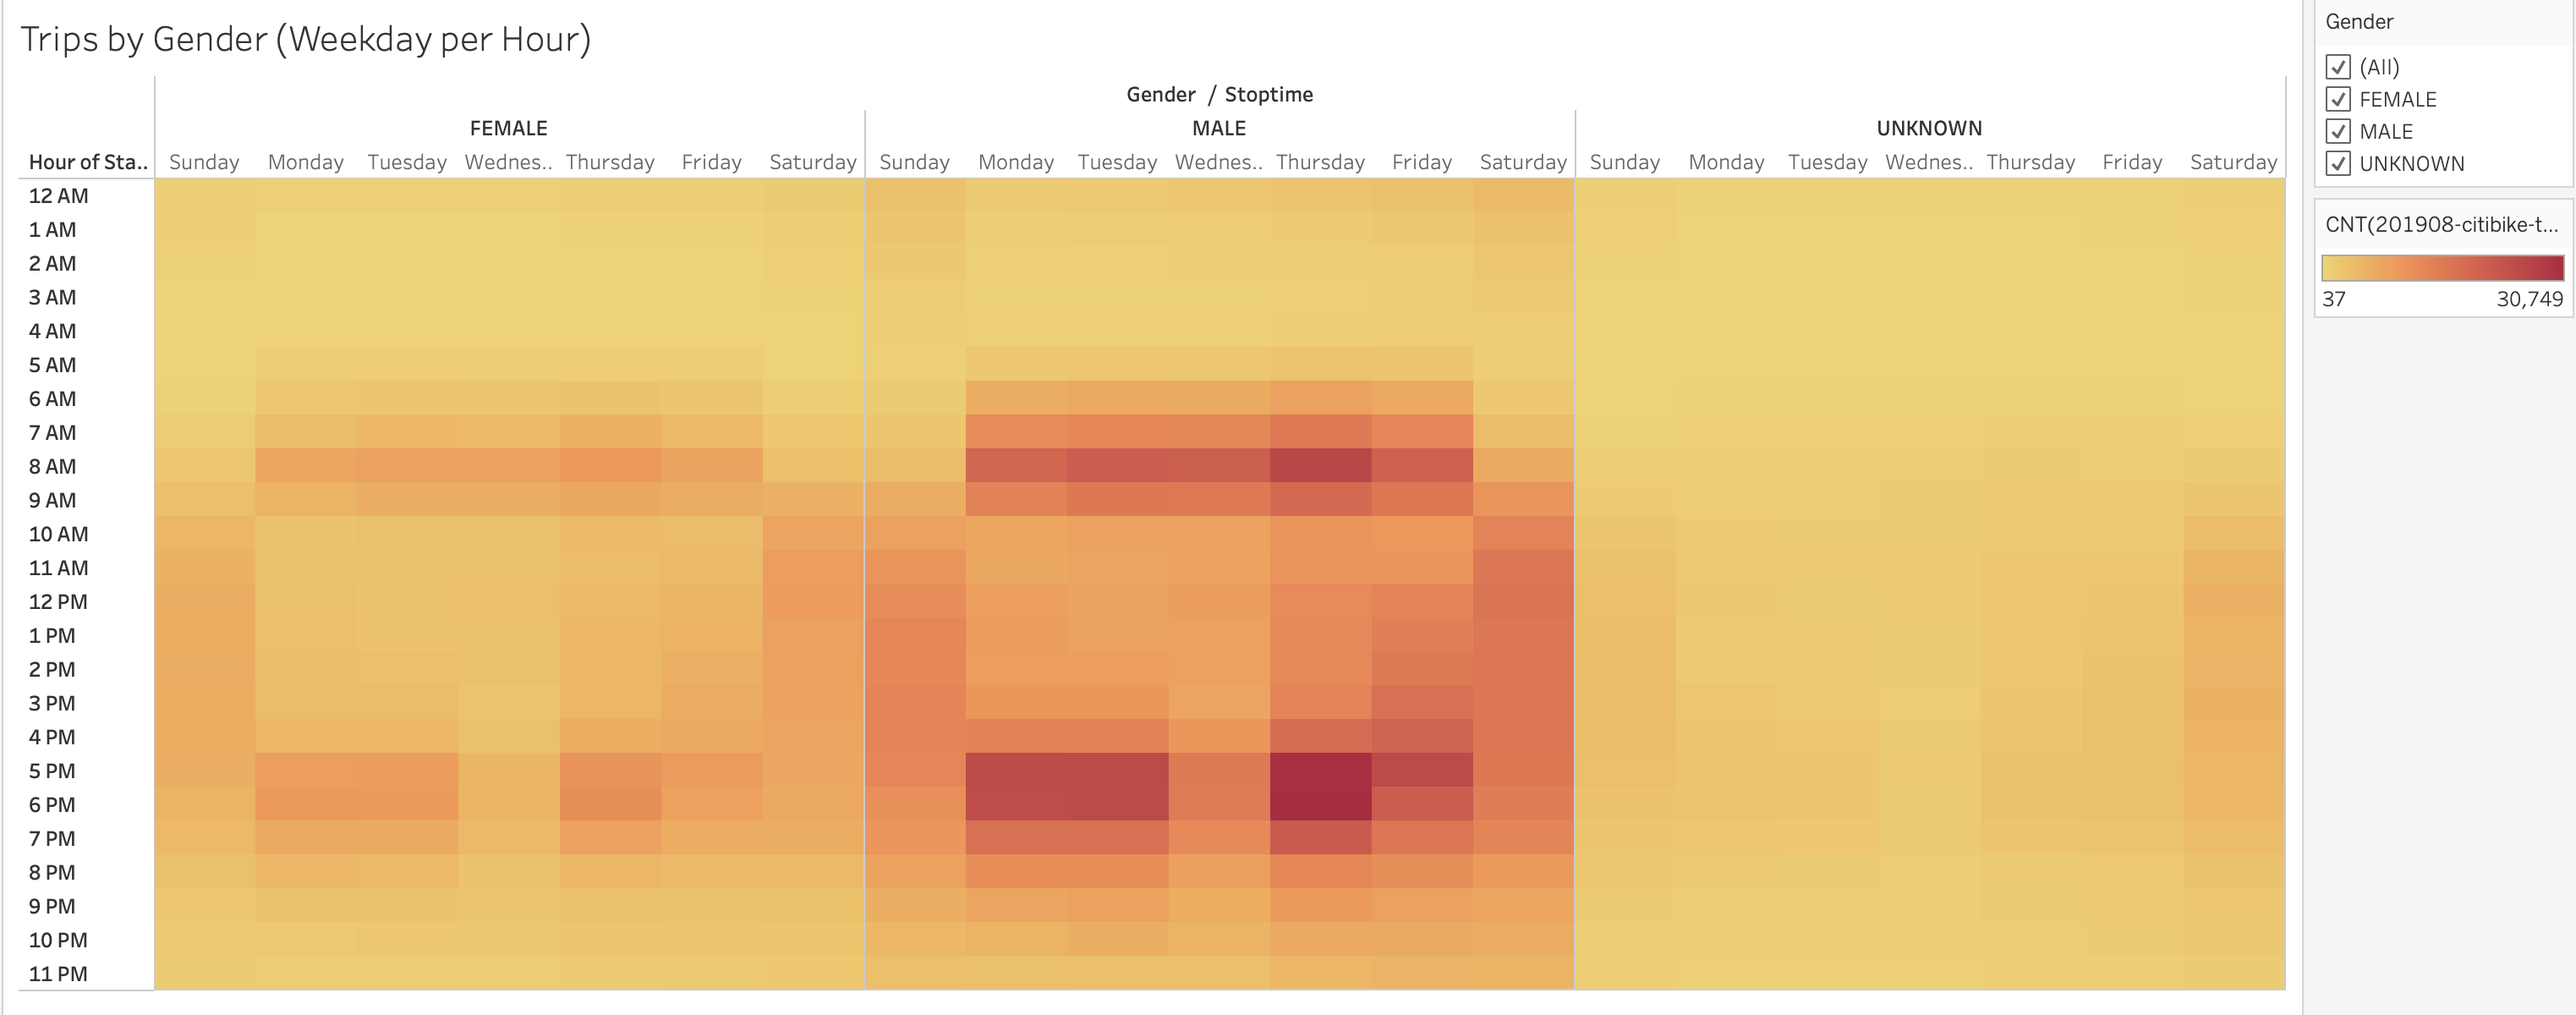 Trips by Gender (Weekday per Hour)
Gender / Stoptime
FEMALE MALE UNKNOWN
Hour of Sta.. Sunday Monday Tuesday Wednes.. Thursday Friday Saturday Sunday Monday Tuesday Wednes.. Thursday Friday Saturday Sunday Monday Tuesday Wednes.. Thursday Friday Saturday
12 AM
1 AM
2 AM
3 AM
4 AM
5 AM
6 AM
7 AM
8 AM
9 AM
10 AM
11 AM
12 PM
1 PM
2 PM
3 PM
4 PM
5 PM
6 PM
7 PM
8 PM
9 PM
10 PM
11 PM
Gender
(All)
FEMALE
MALE
UNKNOWN
CNT(201908-citibike-t...
37 30,749